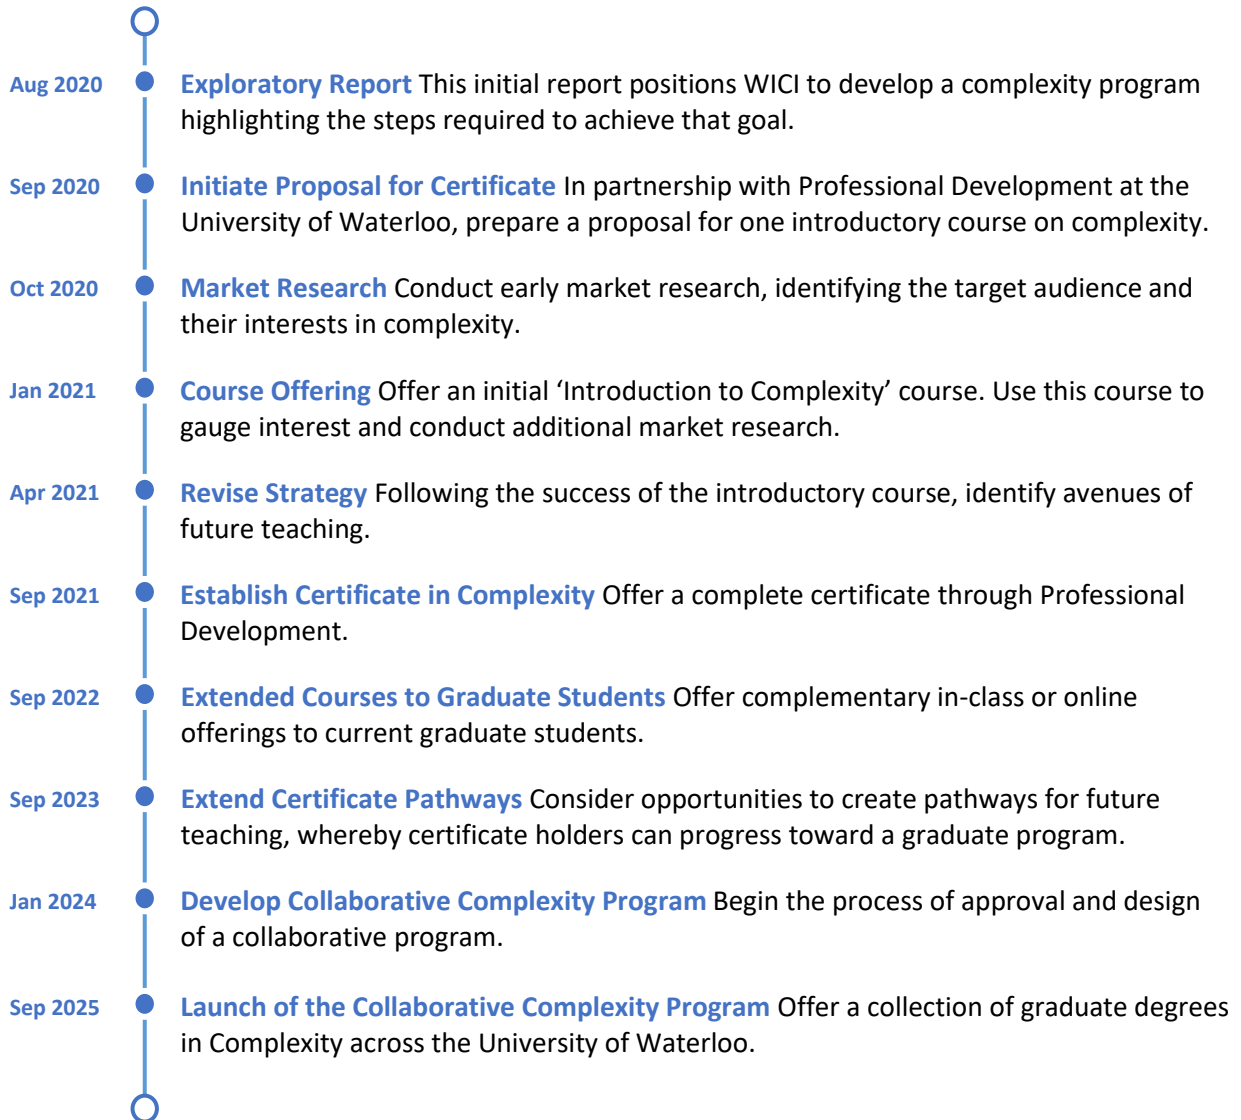 Aug 2020 Exploratory Report This initial report positions WICI to develop a complexity program
highlighting the steps required to achieve that goal.
Sep 2020 Initiate Proposal for Certificate In partnership with Professional Development at the
University of Waterloo, prepare a proposal for one introductory course on complexity.
Oct 2020 Market Research Conduct early market research, identifying the target audience and
their interests in complexity.
Jan 2021 Course Offering Offer an initial ‘Introduction to Complexity’ course. Use this course to
gauge interest and conduct additional market research.
Apr 2021 Revise Strategy Following the success of the introductory course, identify avenues of
future teaching.
Sep 2021 Establish Certificate in Complexity Offer a complete certificate through Professional
Development.
Sep 2022 Extended Courses to Graduate Students Offer complementary in-class or online
offerings to current graduate students.
Sep 2023 Extend Certificate Pathways Consider opportunities to create pathways for future
teaching, whereby certificate holders can progress toward a graduate program.
Jan 2024 Develop Collaborative Complexity Program Begin the process of approval and design
of a collaborative program.
Sep 2025 Launch of the Collaborative Complexity Program Offer a collection of graduate degrees
in Complexity across the University of Waterloo.